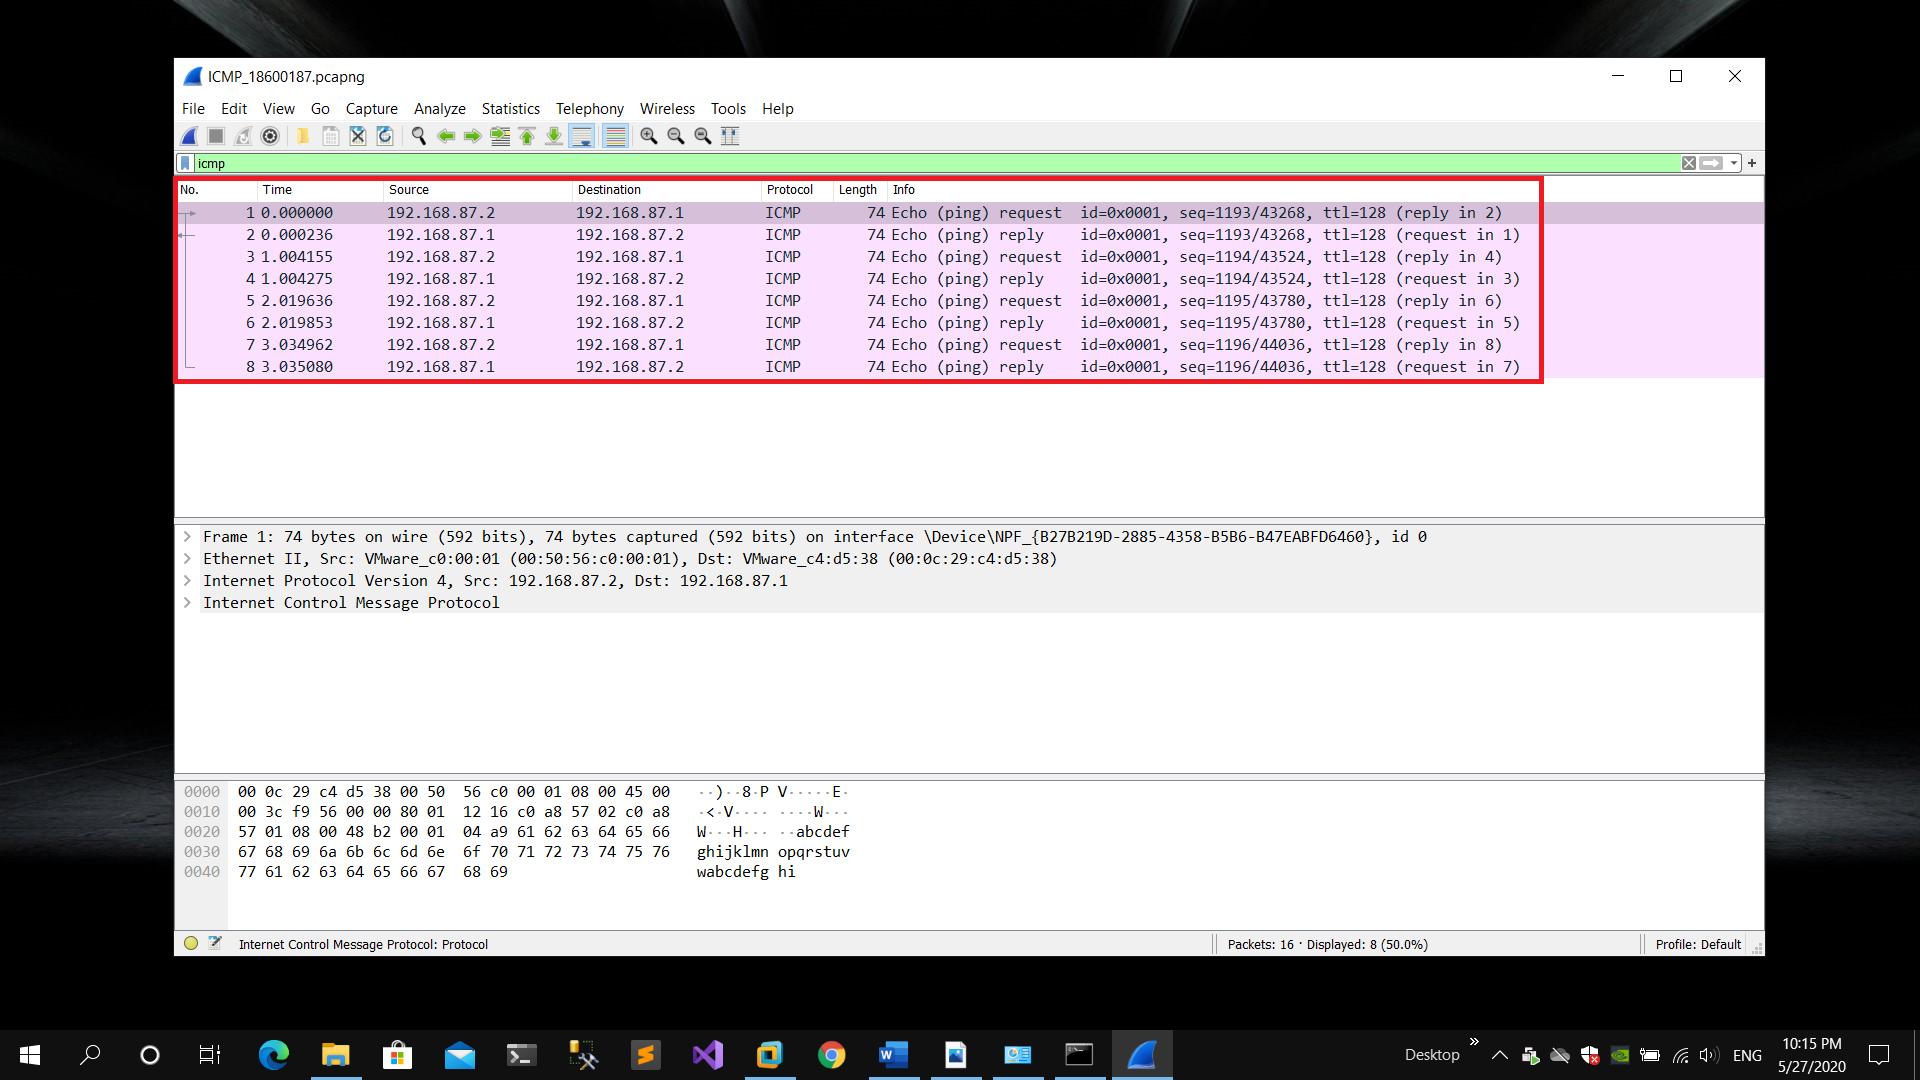 ICMP_18600187.pcapng
File Edit View Go Capture Analyze Statistics Telephony Wireless Tools Help
icmp
No. Time Source Destination Protocol Length Info
1 0.000000 192.168.87.2 192.168.87.1 ICMP 74 Echo (ping) request id=0x0001, seq=1193/43268, ttl=128 (reply in 2)
2 0.000236 192.168.87.1 192.168.87.2 ICMP 74 Echo (ping) reply id=0x0001, seq=1193/43268, ttl=128 (request in 1)
3 1.004155 192.168.87.2 192.168.87.1 ICMP 74 Echo (ping) request id=0x0001, seq=1194/43524, ttl=128 (reply in 4)
4 1.004275 192.168.87.1 192.168.87.2 ICMP 74 Echo (ping) reply id=0x0001, seq=1194/43524, ttl=128 (request in 3)
5 2.019636 192.168.87.2 192.168.87.1 ICMP 74 Echo (ping) request id=0x0001, seq=1195/43780, ttl=128 (reply in 6)
6 2.019853 192.168.87.1 192.168.87.2 ICMP 74 Echo (ping) reply id=0x0001, seq=1195/43780, ttl=128 (request in 5)
7 3.034962 192.168.87.2 192.168.87.1 ICMP 74 Echo (ping) request id=0x0001, seq=1196/44036, ttl=128 (reply in 8)
8 3.035080 192.168.87.1 192.168.87.2 ICMP 74 Echo (ping) reply id=0x0001, seq=1196/44036, ttl=128 (request in 7)
Frame 1: 74 bytes on wire (592 bits), 74 bytes captured (592 bits) on interface \Device\NPF_{B27B219D-2885-4358-B5B6-B47EABFD6460}, id 0
Ethernet II, Src: VMware_c0:00:01 (00:50:56:c0:00:01), Dst: VMware_c4:d5:38 (00:0c:29:c4:d5:38)
Internet Protocol Version 4, Src: 192.168.87.2, Dst: 192.168.87.1
Internet Control Message Protocol
0000 00 0c 29 c4 d5 38 00 50 56 c0 00 01 08 00 45 00 ··)··8·P V·····E·
0010 00 3c f9 56 00 00 80 01 12 16 c0 a8 57 02 c0 a8 ·<·V···· ····W···
0020 57 01 08 00 48 b2 00 01 04 a9 61 62 63 64 65 66 W···H··· ··abcdef
0030 67 68 69 6a 6b 6c 6d 6e 6f 70 71 72 73 74 75 76 ghijklmn opqrstuv
0040 77 61 62 63 64 65 66 67 68 69 wabcdefg hi
Internet Control Message Protocol: Protocol
Packets: 16 · Displayed: 8 (50.0%)
Profile: Default
Desktop
ENG
10:15 PM
5/27/2020